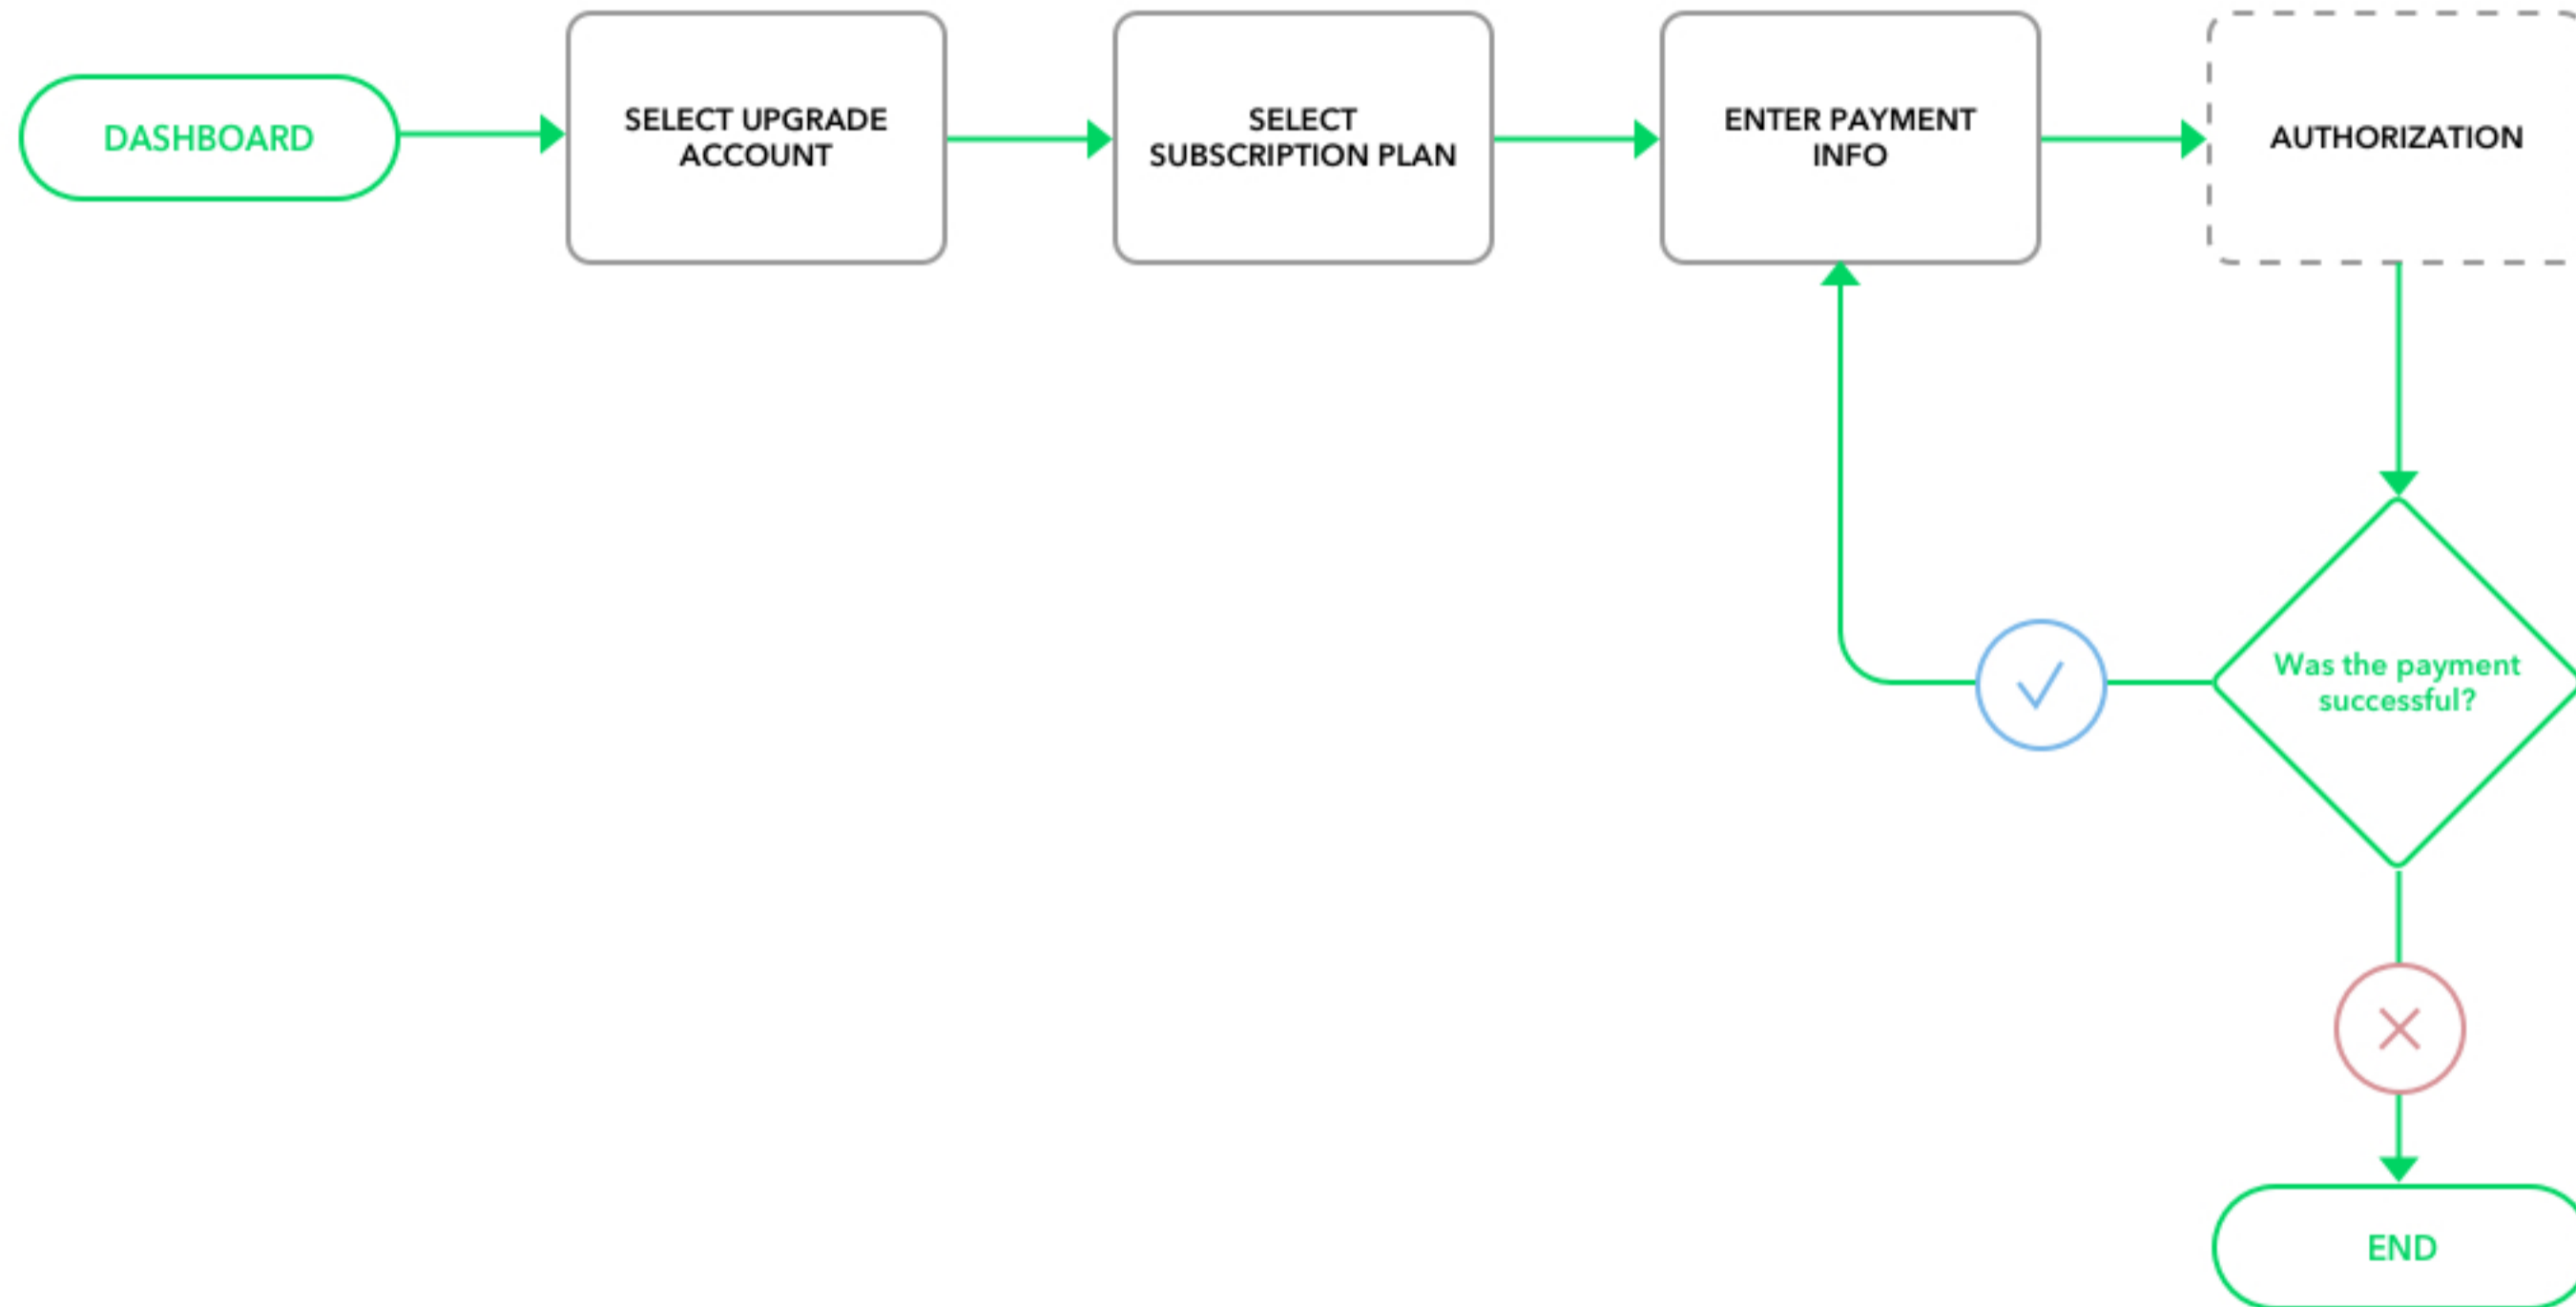 DASHBOARD
SELECT UPGRADE
ACCOUNT
SELECT
SUBSCRIPTION PLAN
ENTER PAYMENT
INFO
AUTHORIZATION
Was the payment
successful?
END